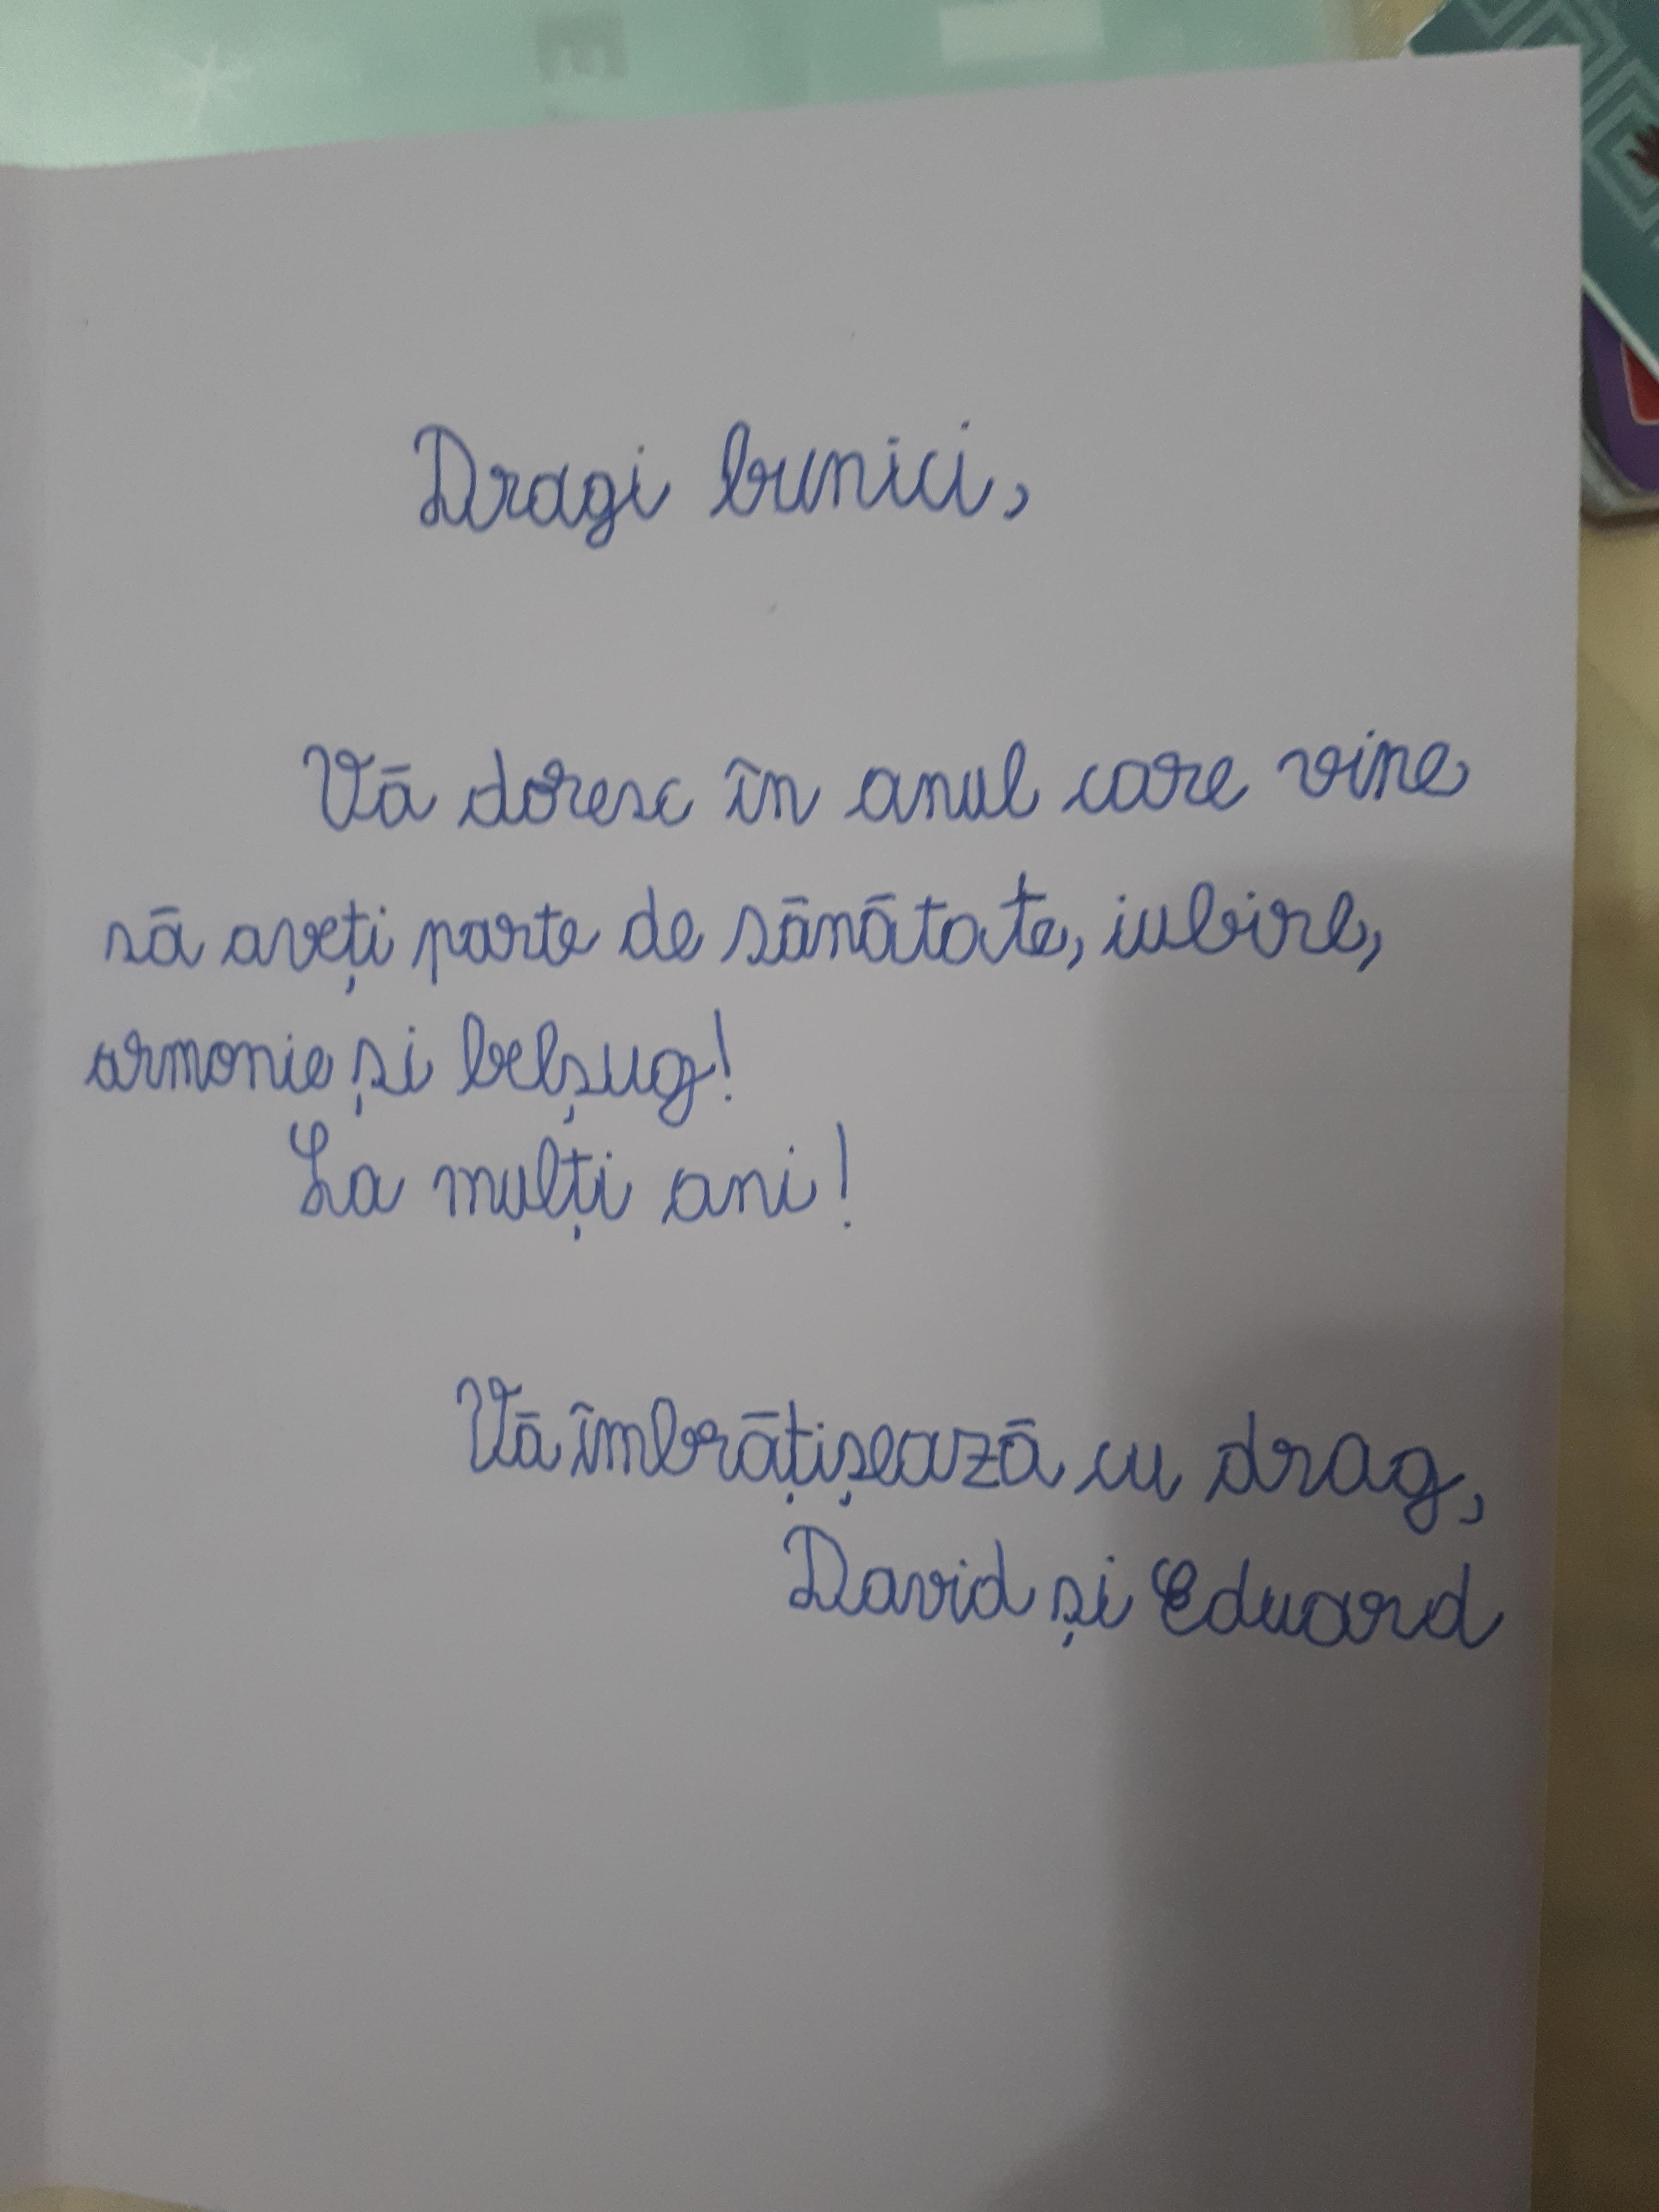 Dragi bunici,
Vă doresc în anul care vine
să aveți parte de sănătate, iubire,
armonie și belșug!
La mulți ani!
Vă îmbrățișează cu drag,
David și Eduard